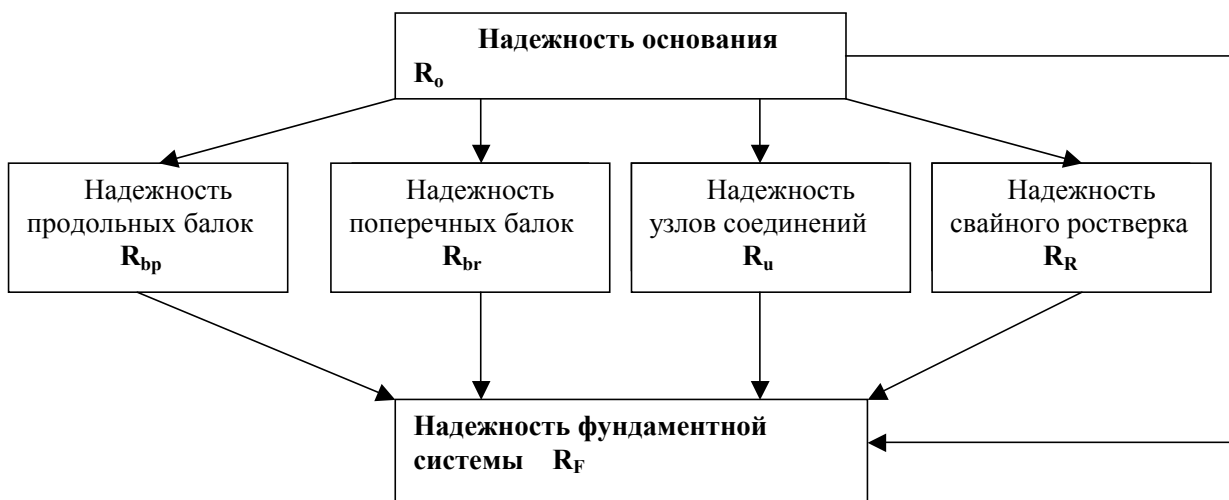 Надежность основания
Rо
Надежность
продольных балок
Rbp
Надежность
поперечных балок
Rbr
Надежность
узлов соединений
Ru
Надежность
свайного ростверка
RR
Надежность фундаментной
системы RF